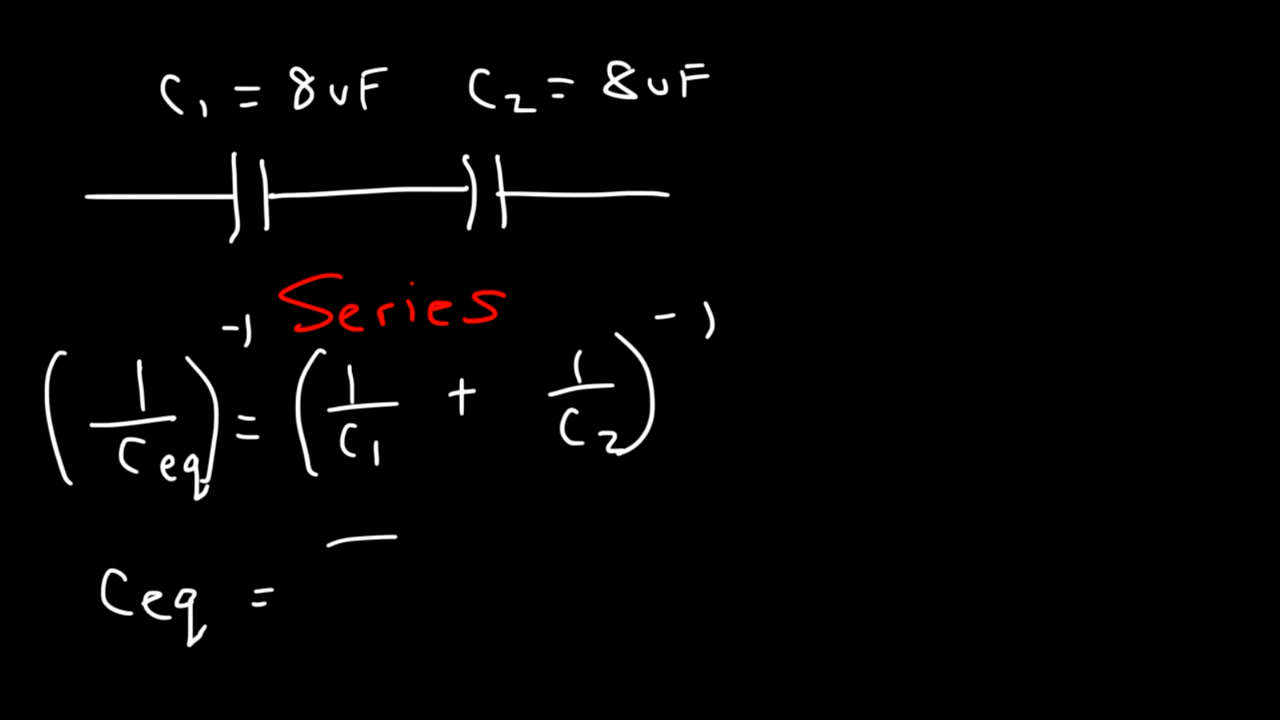 C₁ = 8uF C₂ = 8uF
Series
(1/Ceq)⁻¹ = (1/C₁ + 1/C₂)⁻¹
Ceq =